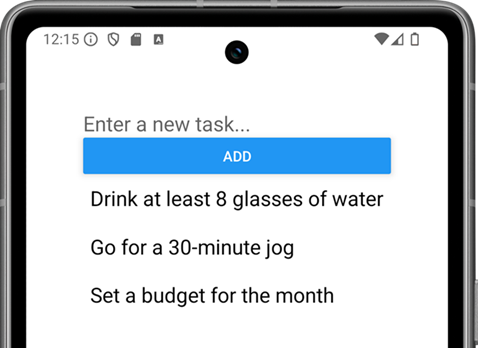 12:15
Enter a new task...
ADD
Drink at least 8 glasses of water
Go for a 30-minute jog
Set a budget for the month